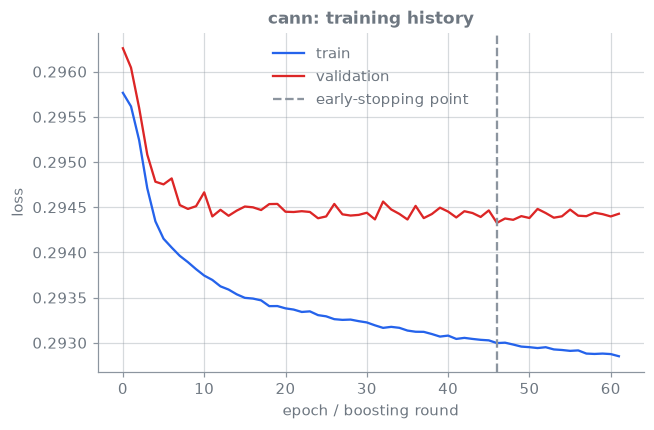 cann: training history
train
validation
early-stopping point
0.2960
0.2955
0.2950
0.2945
0.2940
0.2935
0.2930
loss
0 10 20 30 40 50 60
epoch / boosting round